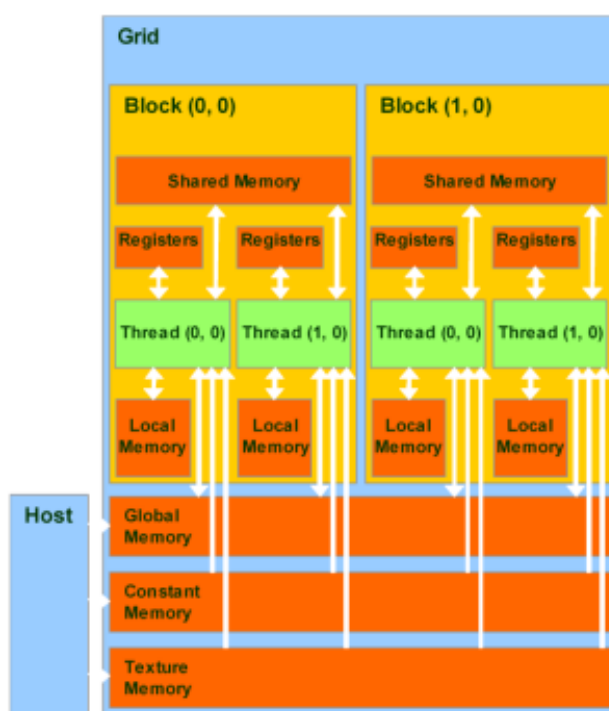 Grid
Block (0, 0)
Block (1, 0)
Shared Memory
Shared Memory
Registers
Registers
Registers
Registers
Thread (0, 0)
Thread (1, 0)
Thread (0, 0)
Thread (1, 0)
Local
Memory
Local
Memory
Local
Memory
Local
Memory
Host
Global
Memory
Constant
Memory
Texture
Memory